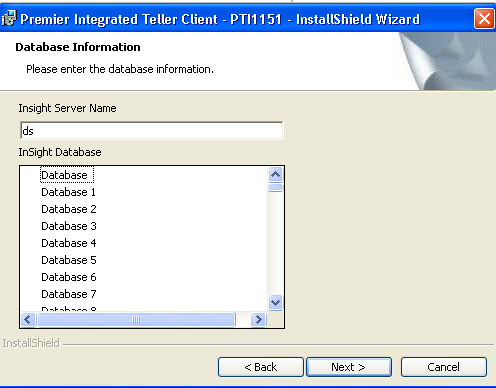 Premier Integrated Teller Client - PTI1151 - InstallShield Wizard
Database Information
Please enter the database information.
Insight Server Name
ds
InSight Database
Database
Database 1
Database 2
Database 3
Database 4
Database 5
Database 6
Database 7
Database 8
InstallShield
< Back
Next >
Cancel